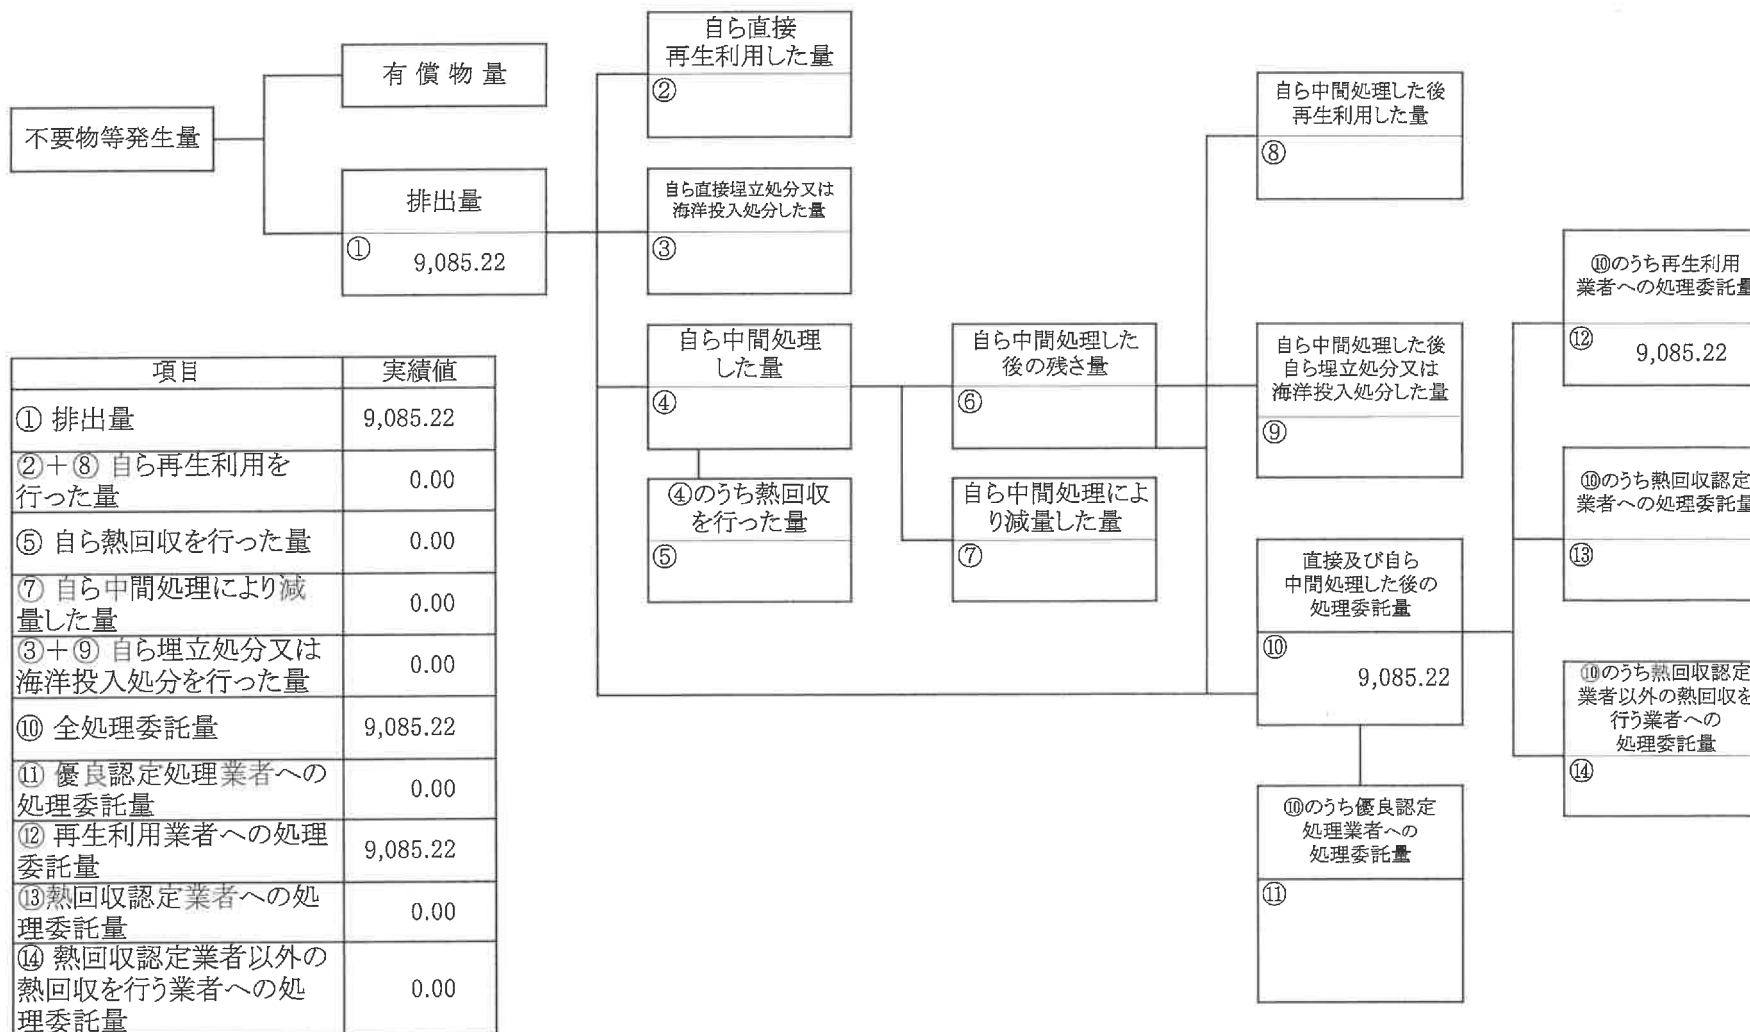 不要物等発生量
有 償 物 量
排出量
①
9,085.22
自ら直接
再生利用した量
②
自ら直接埋立処分又は
海洋投入処分した量
③
自ら中間処理
した量
④
④のうち熱回収
を行った量
⑤
自ら中間処理した
後の残さ量
⑥
自ら中間処理によ
り減量した量
⑦
自ら中間処理した後
再生利用した量
⑧
自ら中間処理した後
自ら埋立処分又は
海洋投入処分した量
⑨
直接及び自ら
中間処理した後の
処理委託量
⑩
9,085.22
⑩のうち優良認定
処理業者への
処理委託量
⑪
⑩のうち再生利用
業者への処理委託量
⑫
9,085.22
⑩のうち熱回収認定
業者への処理委託量
⑬
⑩のうち熱回収認定
業者以外の熱回収を
行う業者への
処理委託量
⑭
項目 実績値
① 排出量 9,085.22
②+⑧ 自ら再生利用を
行った量 0.00
⑤ 自ら熱回収を行った量 0.00
⑦ 自ら中間処理により減
量した量 0.00
③+⑨ 自ら埋立処分又は
海洋投入処分を行った量 0.00
⑩ 全処理委託量 9,085.22
⑪ 優良認定処理業者への
処理委託量 0.00
⑫ 再生利用業者への処理
委託量 9,085.22
⑬熱回収認定業者への処
理委託量 0.00
⑭ 熱回収認定業者以外の
熱回収を行う業者への処
理委託量 0.00